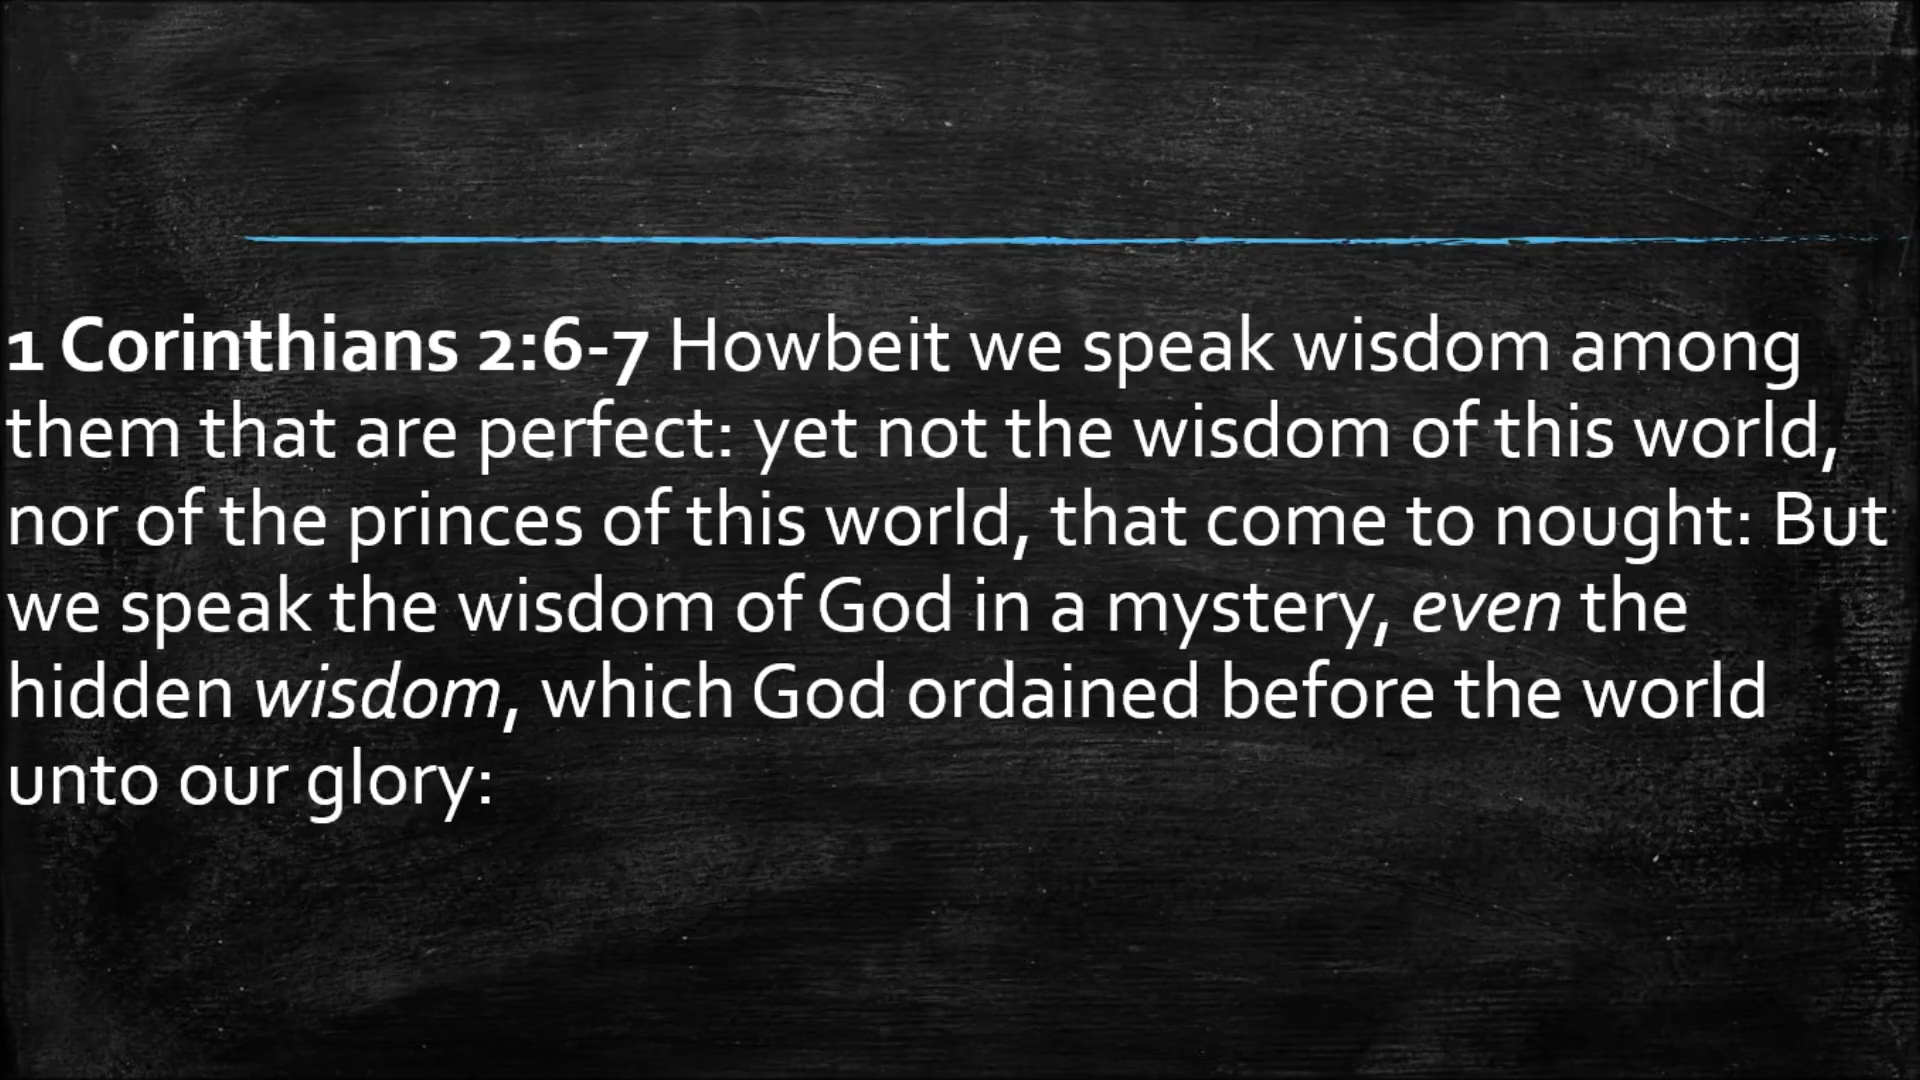 1 Corinthians 2:6-7 Howbeit we speak wisdom among
them that are perfect: yet not the wisdom of this world,
nor of the princes of this world, that come to nought: But
we speak the wisdom of God in a mystery, even the
hidden wisdom, which God ordained before the world
unto our glory: